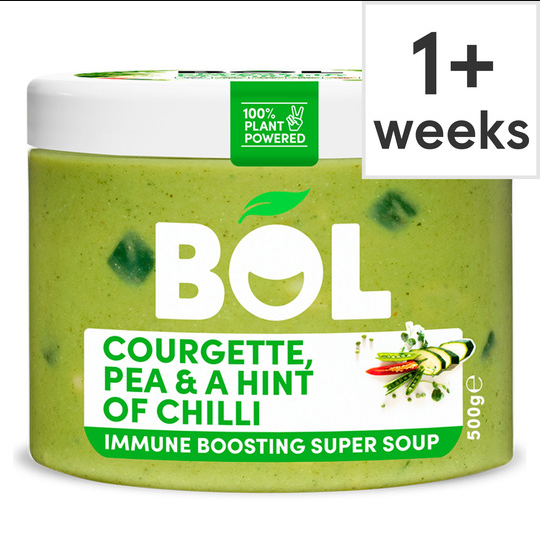 1+
weeks
100%
PLANT
POWERED
BOL
COURGETTE,
PEA & A HINT
OF CHILLI
IMMUNE BOOSTING SUPER SOUP
500g℮